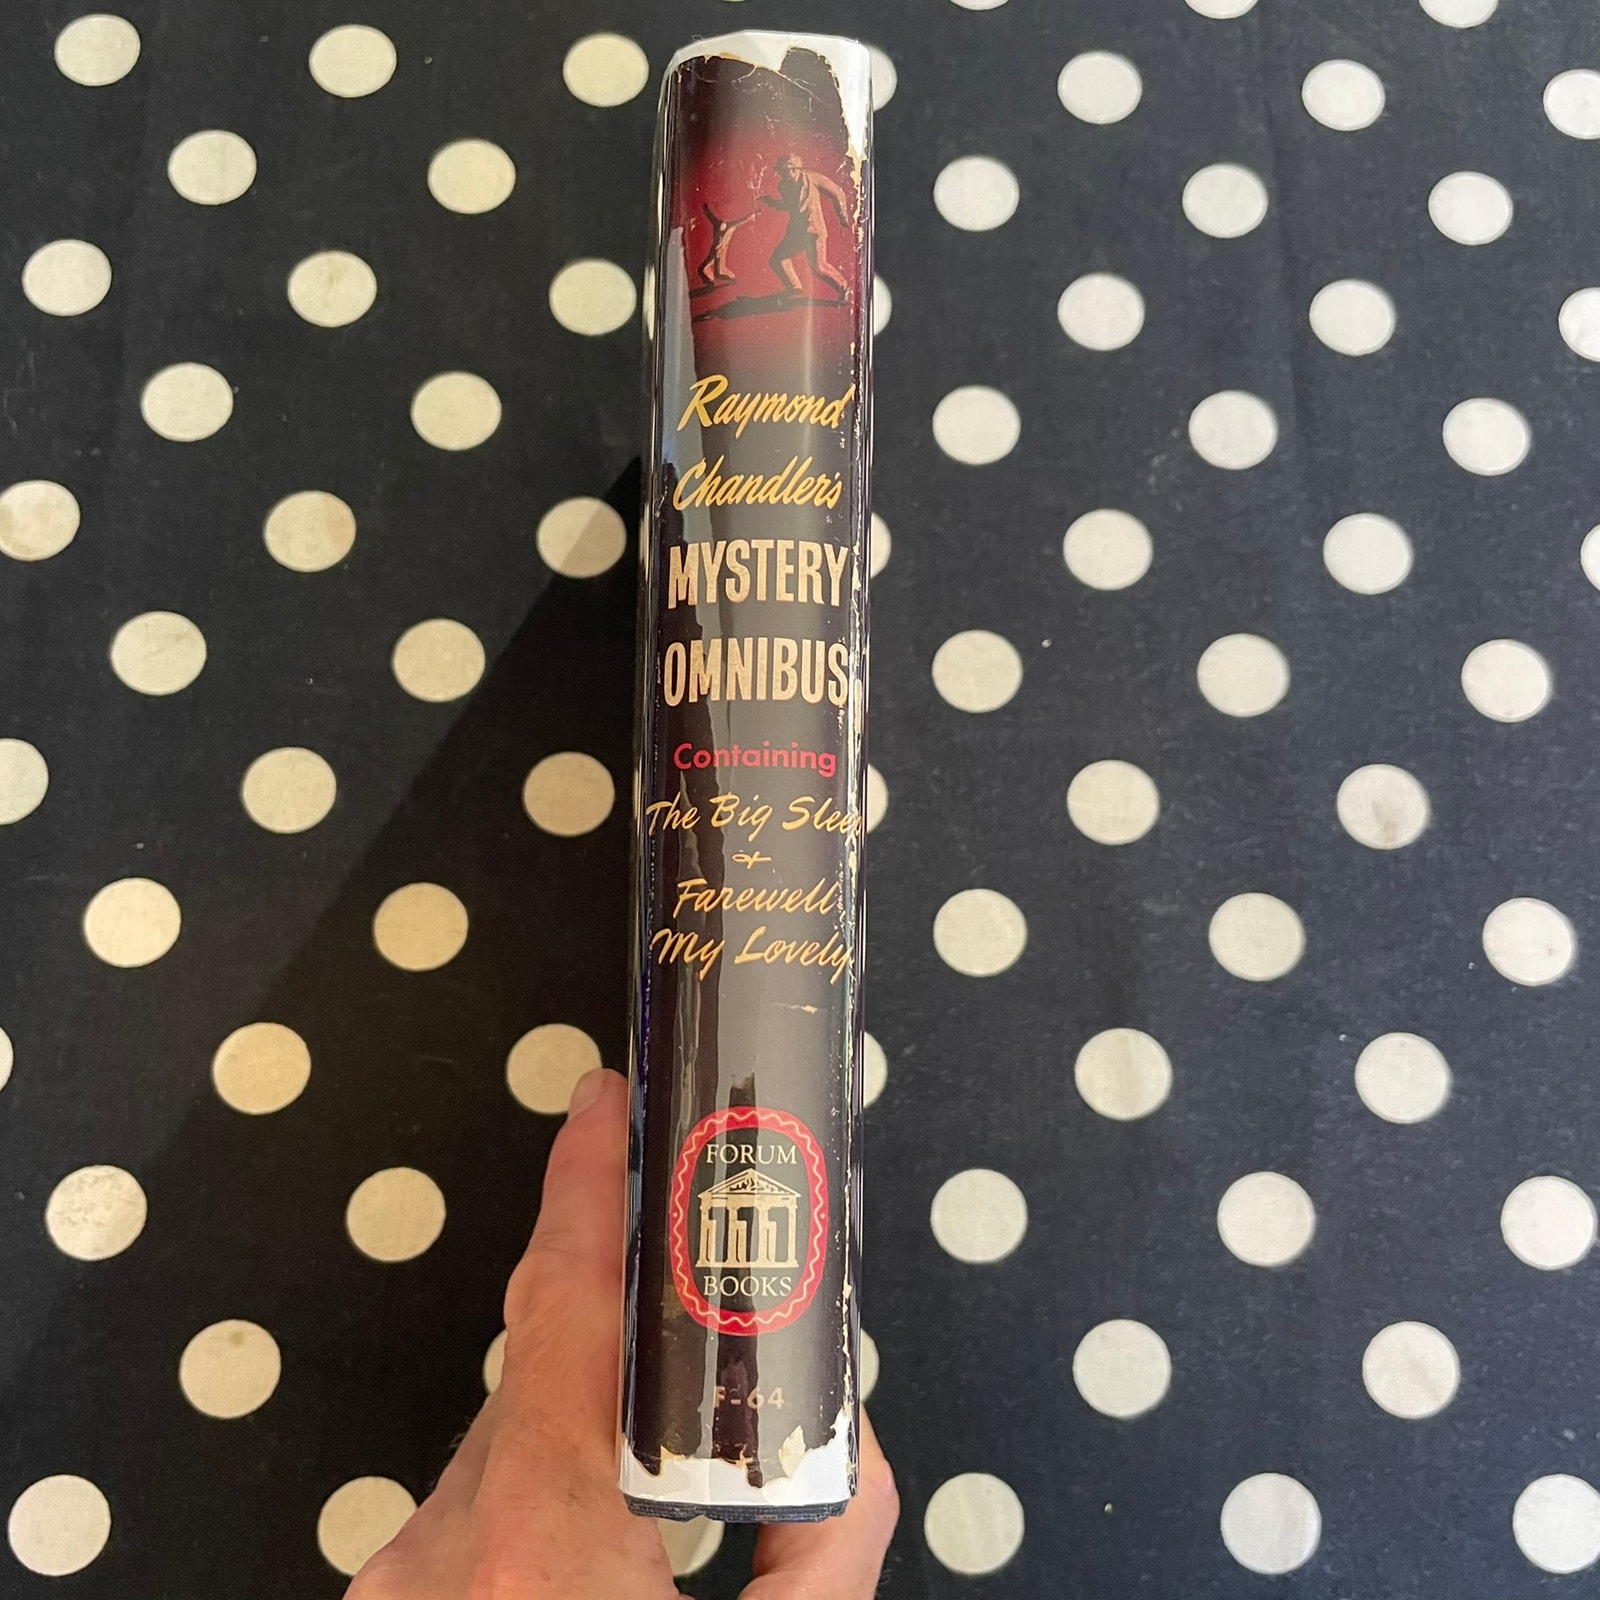 Raymond
Chandler's
MYSTERY
OMNIBUS
Containing
The Big Sleep
&
Farewell
My Lovely
FORUM
BOOKS
F-64